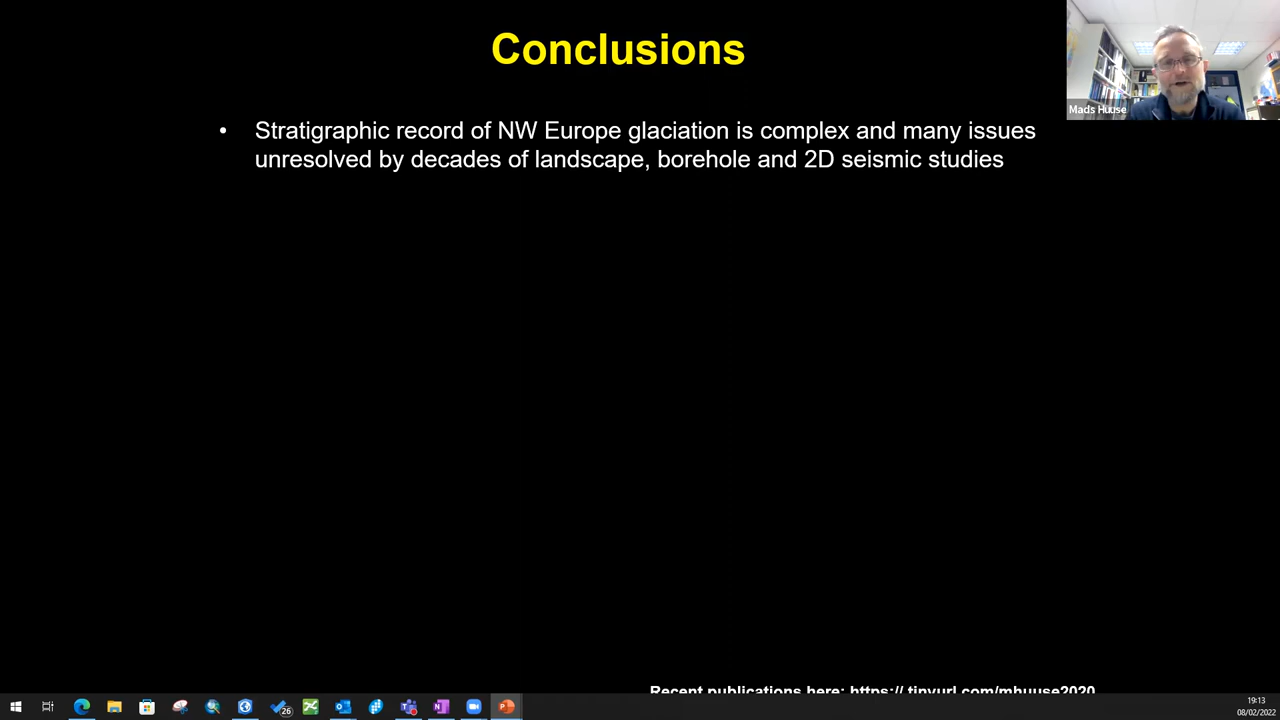 Conclusions
Mads Huuse
• Stratigraphic record of NW Europe glaciation is complex and many issues
unresolved by decades of landscape, borehole and 2D seismic studies
Recent publications here: https:// tinyurl.com/mhuuse2020
26
19:13
08/02/2022